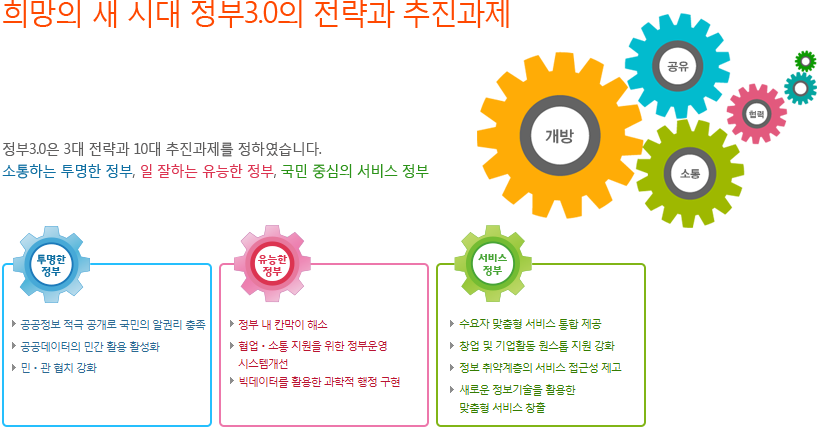 희망의 새 시대 정부3.0의 전략과 추진과제
개방
공유
협력
소통
정부3.0은 3대 전략과 10대 추진과제를 정하였습니다.
소통하는 투명한 정부, 일 잘하는 유능한 정부, 국민 중심의 서비스 정부
투명한
정부
공공정보 적극 공개로 국민의 알권리 충족
공공데이터의 민간 활용 활성화
민·관 협치 강화
유능한
정부
정부 내 칸막이 해소
협업·소통 지원을 위한 정부운영
시스템개선
빅데이터를 활용한 과학적 행정 구현
서비스
정부
수요자 맞춤형 서비스 통합 제공
창업 및 기업활동 원스톱 지원 강화
정보 취약계층의 서비스 접근성 제고
새로운 정보기술을 활용한
맞춤형 서비스 창출